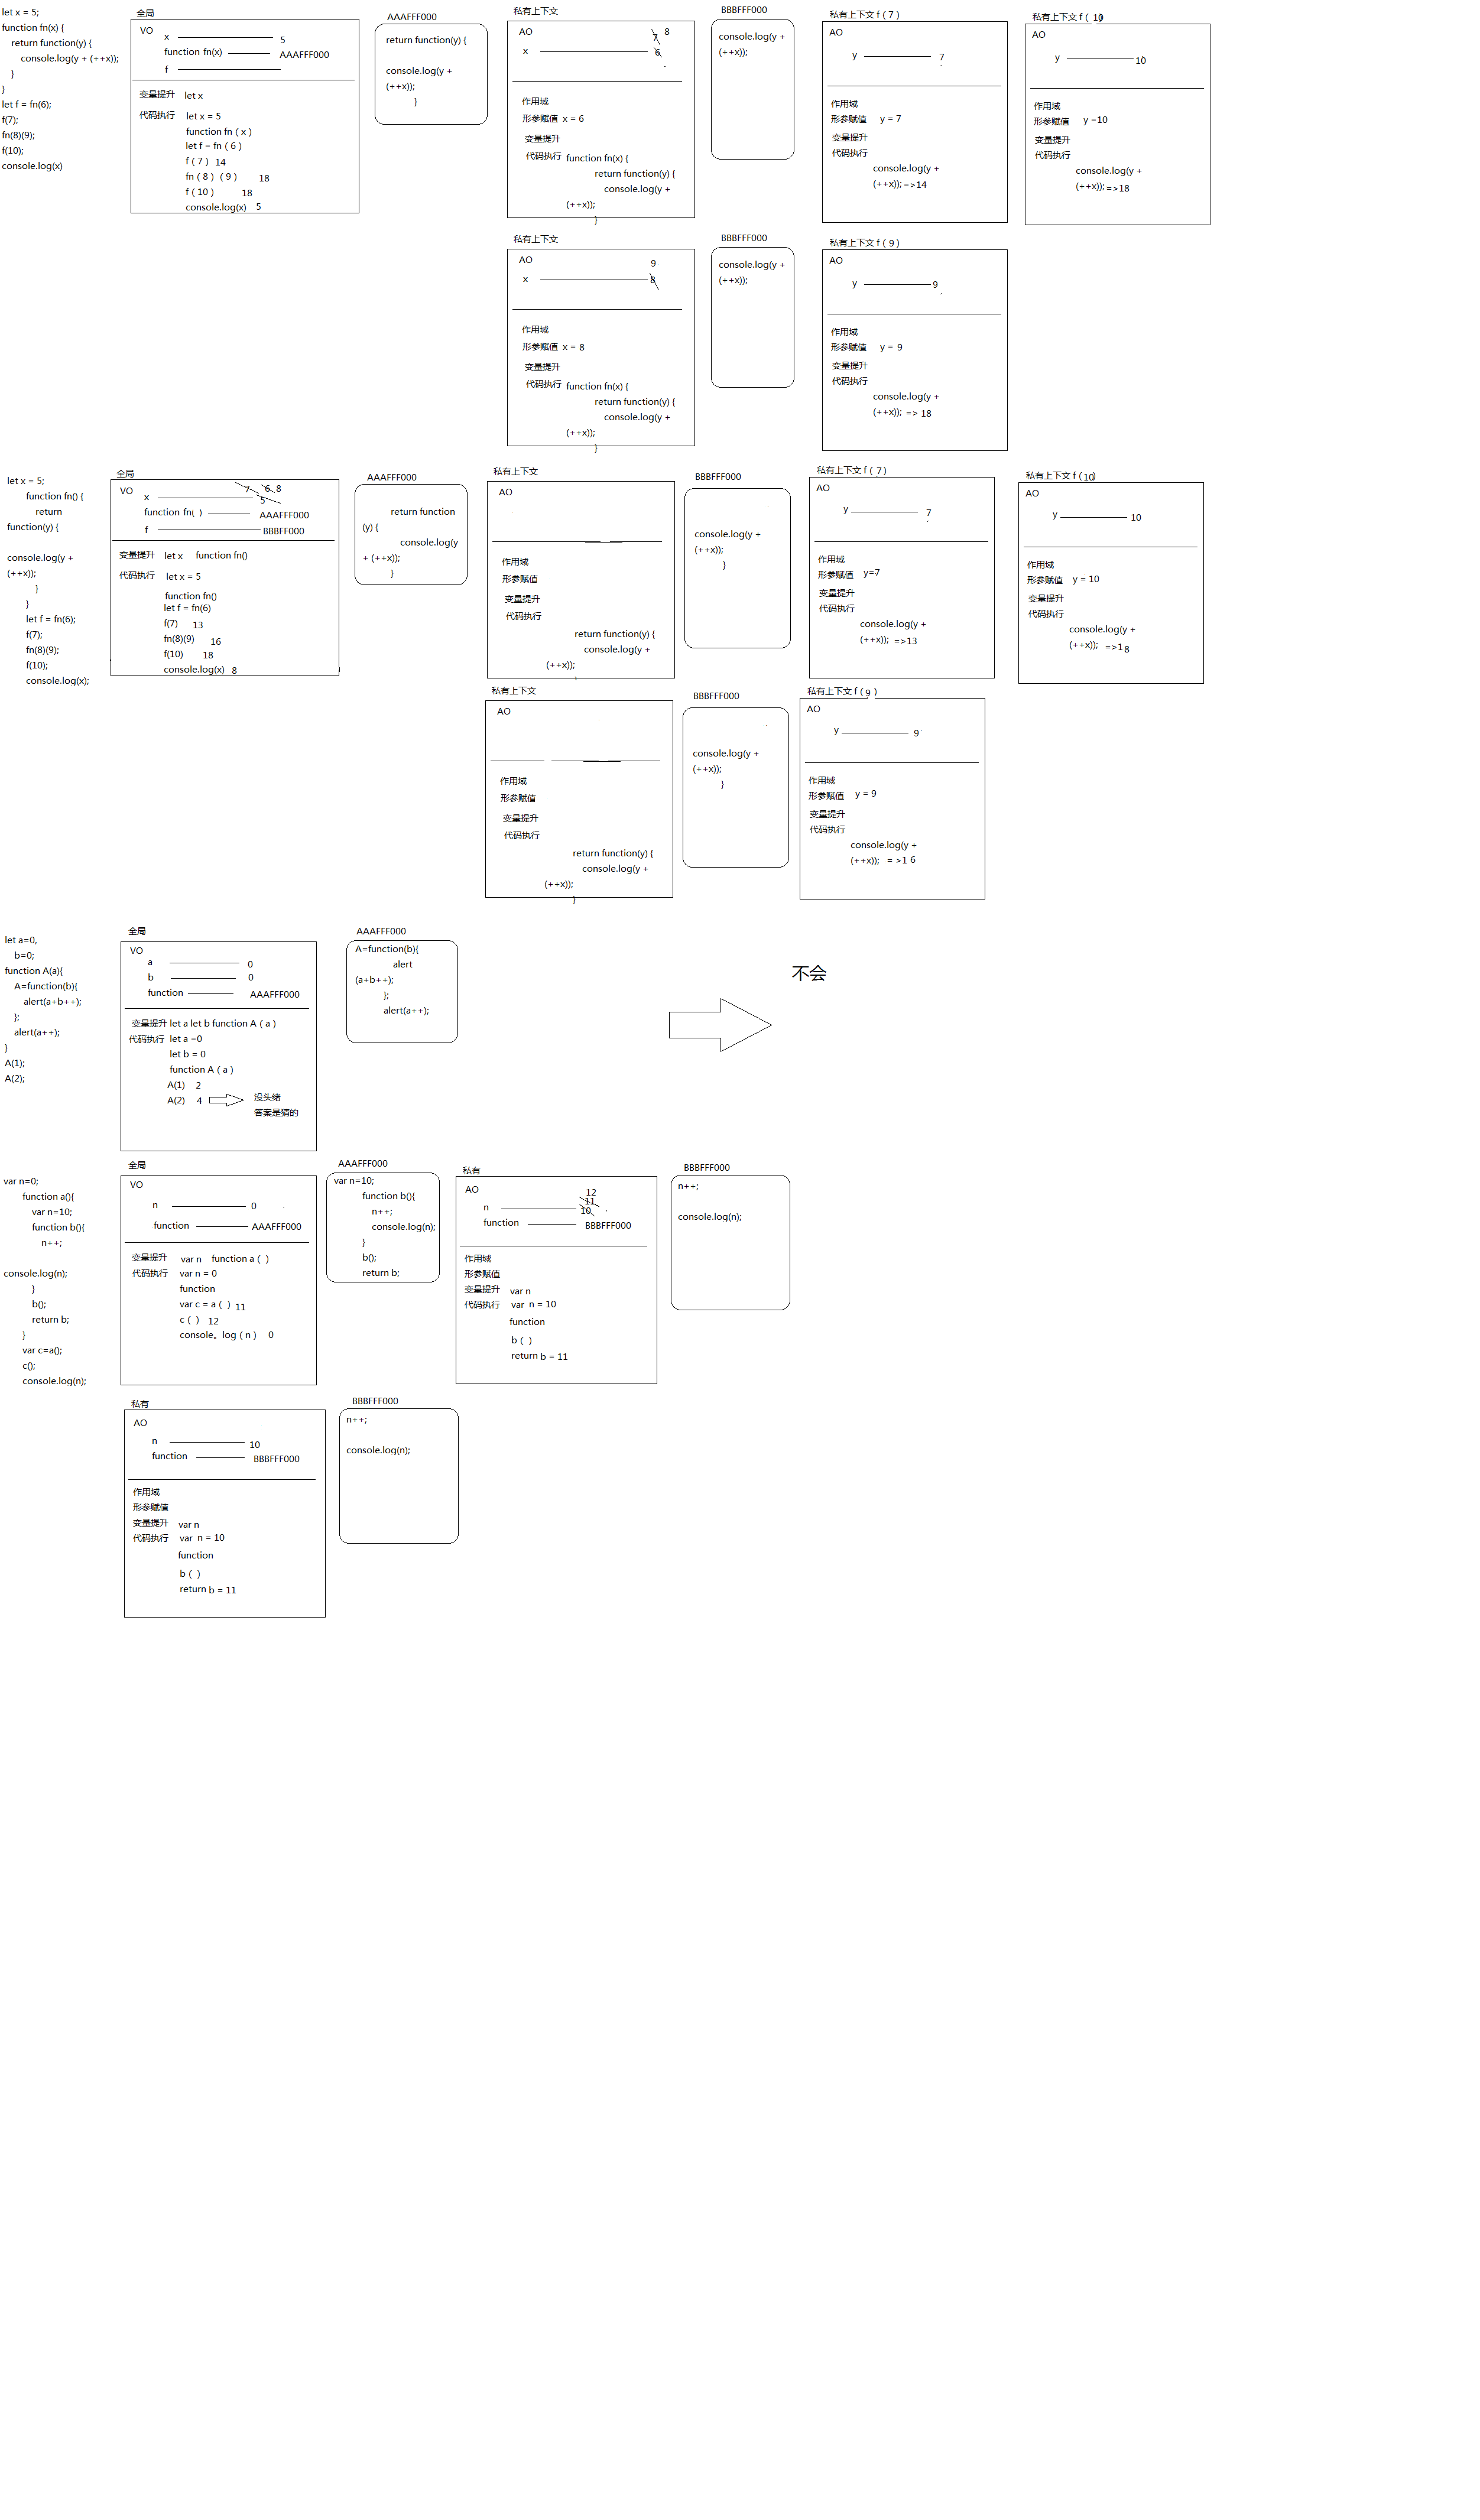 let x = 5;
function fn(x) {
return function(y) {
console.log(y + (++x));
}
}
let f = fn(6);
f(7);
fn(8)(9);
f(10);
console.log(x)
全局
VO
x
5
function fn(x)
AAAFFF000
f
变量提升 let x
代码执行 let x = 5
function fn ( x )
let f = fn ( 6 )
f ( 7 ) 14
fn ( 8 ) ( 9 ) 18
f ( 10 ) 18
console.log(x) 5
AAAFFF000
return function(y) {
console.log(y +
(++x));
}
私有上下文
AO
8
7
x
6
作用域
形参赋值 x = 6
变量提升
代码执行 function fn(x) {
return function(y) {
console.log(y +
(++x));
}
BBBFFF000
console.log(y +
(++x));
私有上下文 f ( 7 )
AO
y
7
作用域
形参赋值 y = 7
变量提升
代码执行
console.log(y +
(++x)); =>14
私有上下文 f ( 10 )
AO
y
10
作用域
形参赋值 y =10
变量提升
代码执行
console.log(y +
(++x)); =>18
私有上下文
AO
9
x
8
作用域
形参赋值 x = 8
变量提升
代码执行 function fn(x) {
return function(y) {
console.log(y +
(++x));
}
BBBFFF000
console.log(y +
(++x));
私有上下文 f ( 9 )
AO
y
9
作用域
形参赋值 y = 9
变量提升
代码执行
console.log(y +
(++x)); => 18
let x = 5;
function fn() {
return
function(y) {
console.log(y +
(++x));
}
}
let f = fn(6);
f(7);
fn(8)(9);
f(10);
console.log(x);
全局
VO
7 6 8
x
5
function fn( )
AAAFFF000
f
BBBFF000
变量提升 let x function fn()
代码执行 let x = 5
function fn()
let f = fn(6)
f(7) 13
fn(8)(9) 16
f(10) 18
console.log(x) 8
AAAFFF000
return function
(y) {
console.log(y
+ (++x));
}
私有上下文
AO
作用域
形参赋值
变量提升
代码执行
return function(y) {
console.log(y +
(++x));
BBBFFF000
console.log(y +
(++x));
}
私有上下文 f ( 7 )
AO
y
7
作用域
形参赋值 y=7
变量提升
代码执行
console.log(y +
(++x)); =>13
私有上下文 f ( 10 )
AO
y
10
作用域
形参赋值 y = 10
变量提升
代码执行
console.log(y +
(++x)); =>18
私有上下文
AO
作用域
形参赋值
变量提升
代码执行
return function(y) {
console.log(y +
(++x));
}
BBBFFF000
console.log(y +
(++x));
}
私有上下文 f ( 9 )
AO
y
9
作用域
形参赋值 y = 9
变量提升
代码执行
console.log(y +
(++x)); = >1 6
let a=0,
b=0;
function A(a){
A=function(b){
alert(a+b++);
};
alert(a++);
}
A(1);
A(2);
全局
VO
a
0
b
0
function
AAAFFF000
变量提升 let a let b function A ( a )
代码执行 let a =0
let b = 0
function A ( a )
A(1) 2
A(2) 4
没头绪
答案是猜的
AAAFFF000
A=function(b){
alert
(a+b++);
};
alert(a++);
不会
var n=0;
function a(){
var n=10;
function b(){
n++;
console.log(n);
}
b();
return b;
}
var c=a();
c();
console.log(n);
全局
VO
n
0
function
AAAFFF000
变量提升 var n function a ( )
代码执行 var n = 0
function
var c = a ( ) 11
c ( ) 12
console。log ( n ) 0
AAAFFF000
var n=10;
function b(){
n++;
console.log(n);
}
b();
return b;
私有
AO
12
11
n
10
function
BBBFFF000
作用域
形参赋值
变量提升 var n
代码执行 var n = 10
function
b ( )
return b = 11
BBBFFF000
n++;
console.log(n);
私有
AO
n
10
function
BBBFFF000
作用域
形参赋值
变量提升 var n
代码执行 var n = 10
function
b ( )
return b = 11
BBBFFF000
n++;
console.log(n);